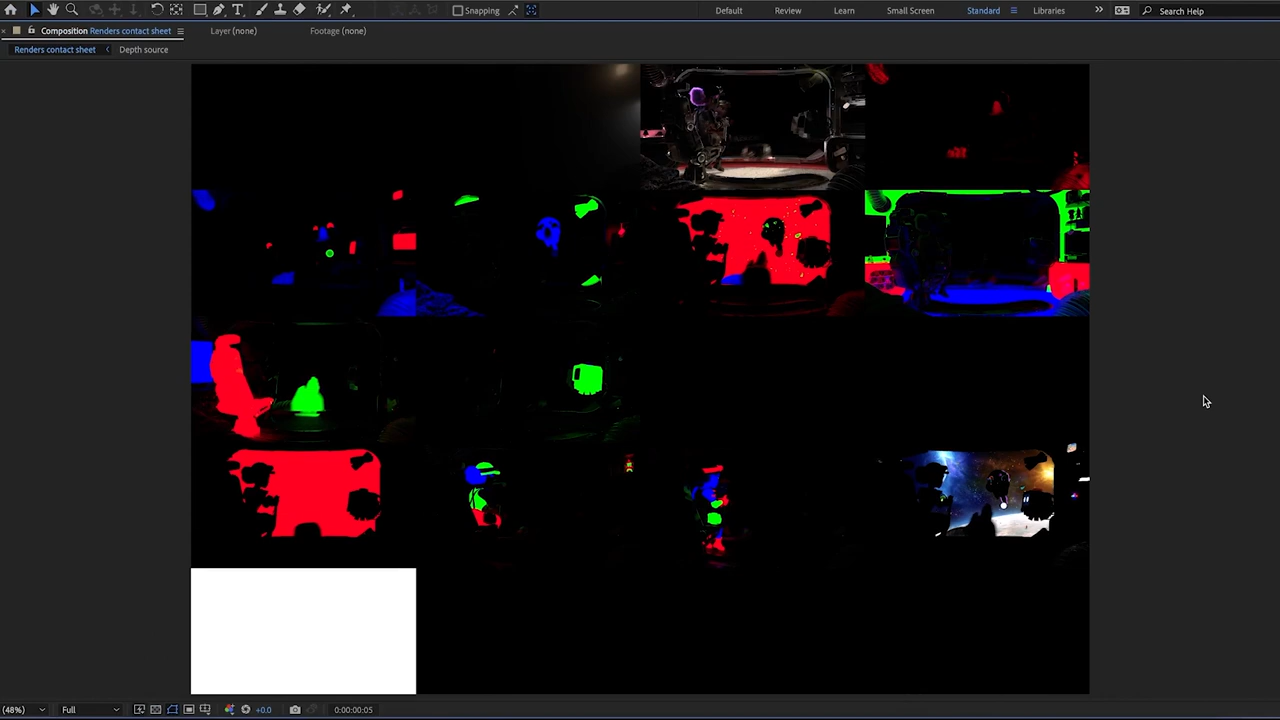 Snapping
Default
Review
Learn
Small Screen
Standard
Libraries
Search Help
Composition Renders contact sheet
Layer (none)
Footage (none)
Renders contact sheet
Depth source
(48%)
Full
+0.0
0:00:00:05